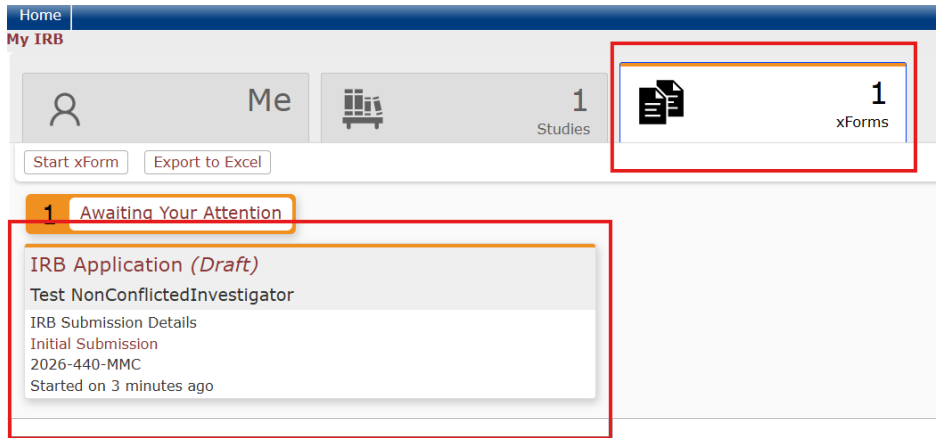 Home
My IRB
Me
1
Studies
1
xForms
Start xForm Export to Excel
1 Awaiting Your Attention
IRB Application (Draft)
Test NonConflictedInvestigator
IRB Submission Details
Initial Submission
2026-440-MMC
Started on 3 minutes ago